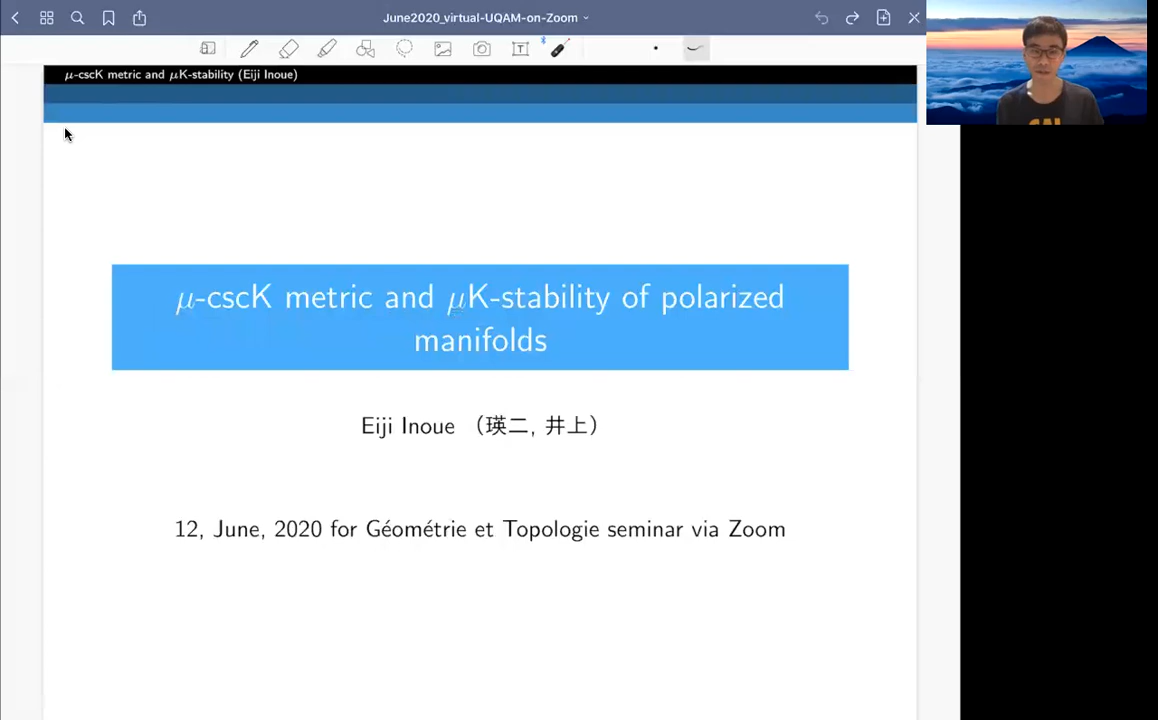 June2020_virtual-UQAM-on-Zoom
μ-cscK metric and μK-stability (Eiji Inoue)
μ-cscK metric and μK-stability of polarized
manifolds
Eiji Inoue （瑛二, 井上）
12, June, 2020 for Géométrie et Topologie seminar via Zoom
CAL